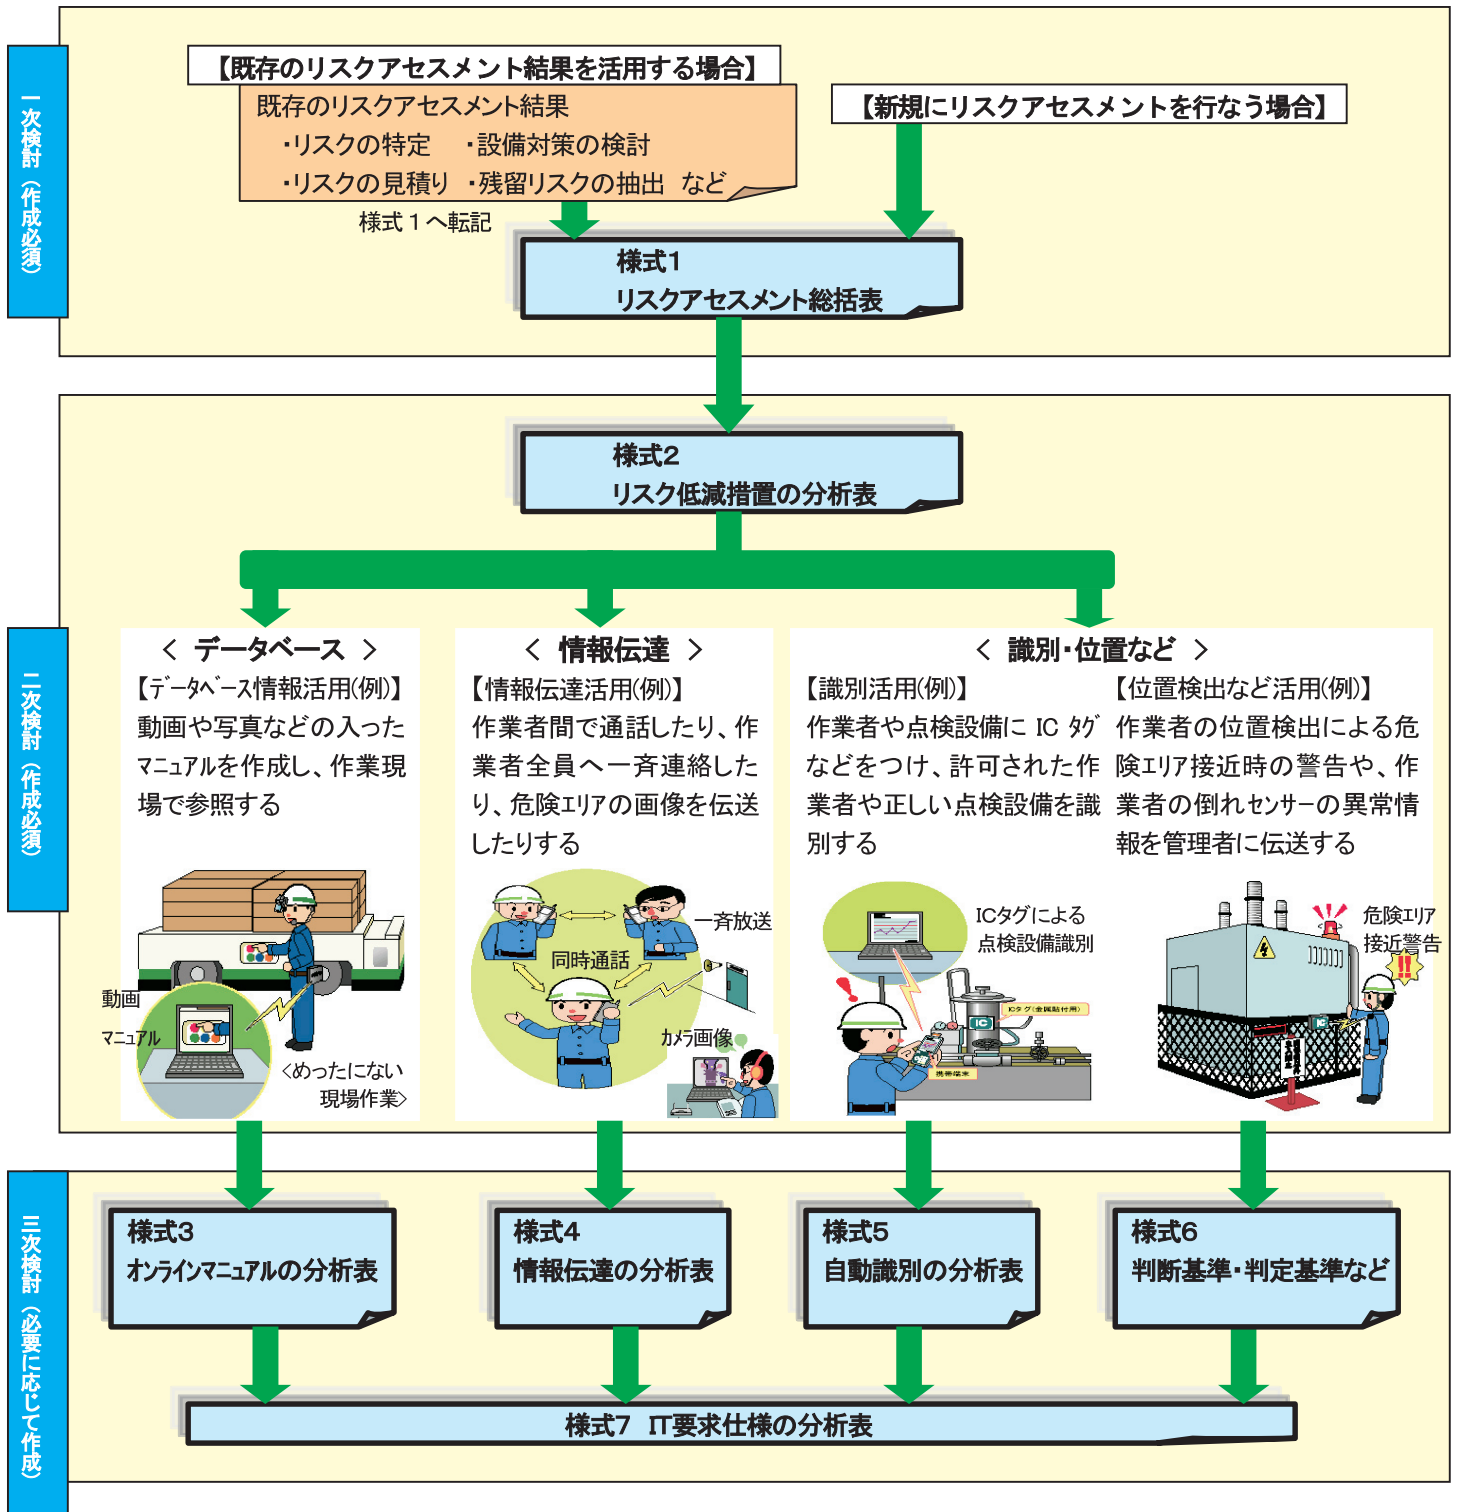 一次検討（作成必須）
【既存のリスクアセスメント結果を活用する場合】
既存のリスクアセスメント結果
・リスクの特定　・設備対策の検討
・リスクの見積り　・残留リスクの抽出　など
【新規にリスクアセスメントを行なう場合】
様式１へ転記
様式１
リスクアセスメント総括表
二次検討（作成必須）
様式２
リスク低減措置の分析表
＜ データベース ＞
【データベース情報活用(例)】
動画や写真などの入った
マニュアルを作成し、作業現
場で参照する
動画
マニュアル
＜めったにない
現場作業＞
＜ 情報伝達 ＞
【情報伝達活用(例)】
作業者間で通話したり、作
業者全員へ一斉連絡した
り、危険エリアの画像を伝送
したりする
一斉放送
同時通話
カメラ画像
＜ 識別・位置など ＞
【識別活用(例)】
作業者や点検設備に IC タグ
などをつけ、許可された作
業者や正しい点検設備を識
別する
ICタグによる
点検設備識別
ICタグ(金属貼付用)
IC
携帯端末
【位置検出など活用(例)】
作業者の位置検出による危
険エリア接近時の警告や、作
業者の倒れセンサーの異常情
報を管理者に伝送する
危険エリア
接近警告
!!
IC
三次検討（必要に応じて作成）
様式３
オンラインマニュアルの分析表
様式４
情報伝達の分析表
様式５
自動識別の分析表
様式６
判断基準・判定基準など
様式７　IT要求仕様の分析表